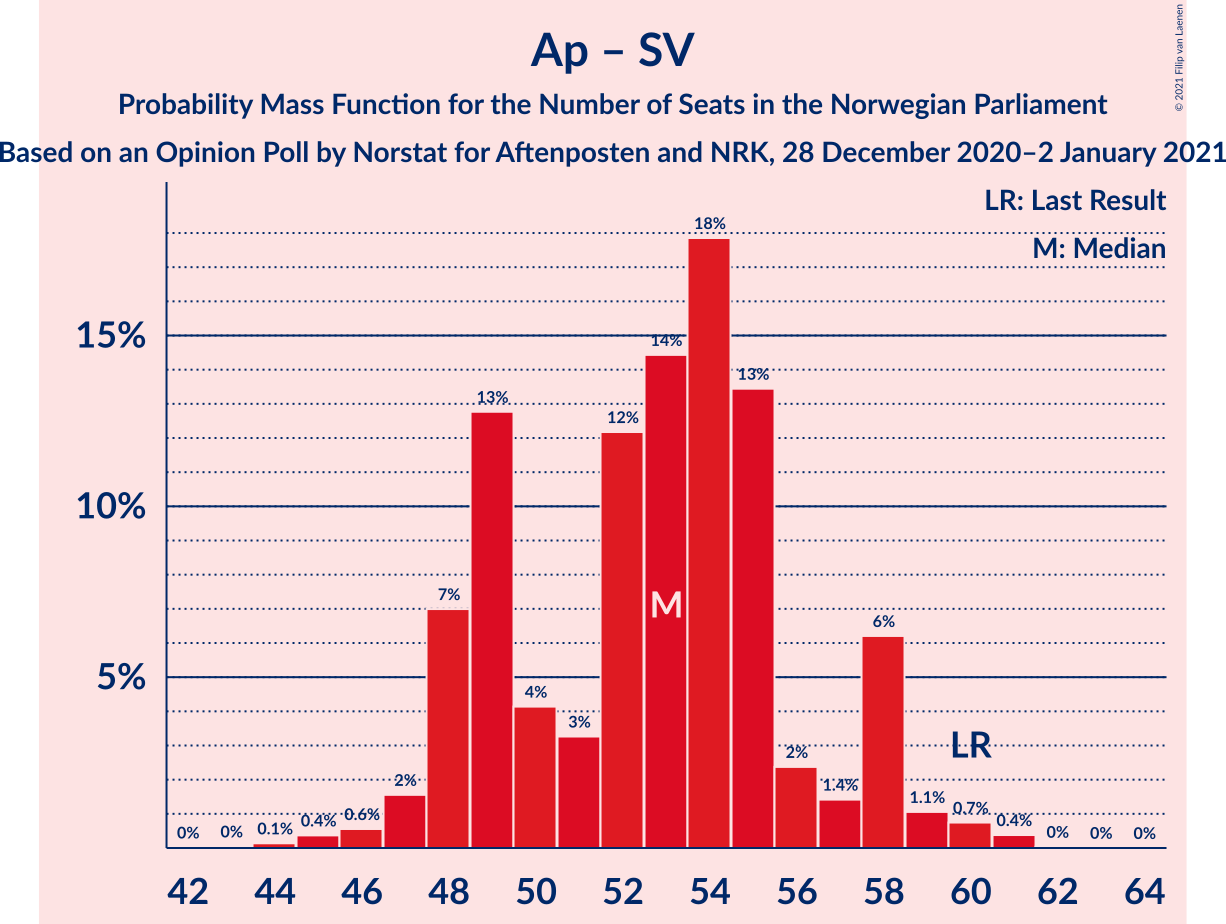 Ap – SV
Probability Mass Function for the Number of Seats in the Norwegian Parliament
Based on an Opinion Poll by Norstat for Aftenposten and NRK, 28 December 2020–2 January 2021
© 2021 Filip van Laenen
LR: Last Result
M: Median
15%
10%
5%
0%
0%
0.1%
0.4%
0.6%
2%
7%
13%
4%
3%
12%
14%
18%
13%
2%
1.4%
6%
1.1%
0.7%
0.4%
0%
0%
0%
M
LR
42 44 46 48 50 52 54 56 58 60 62 64